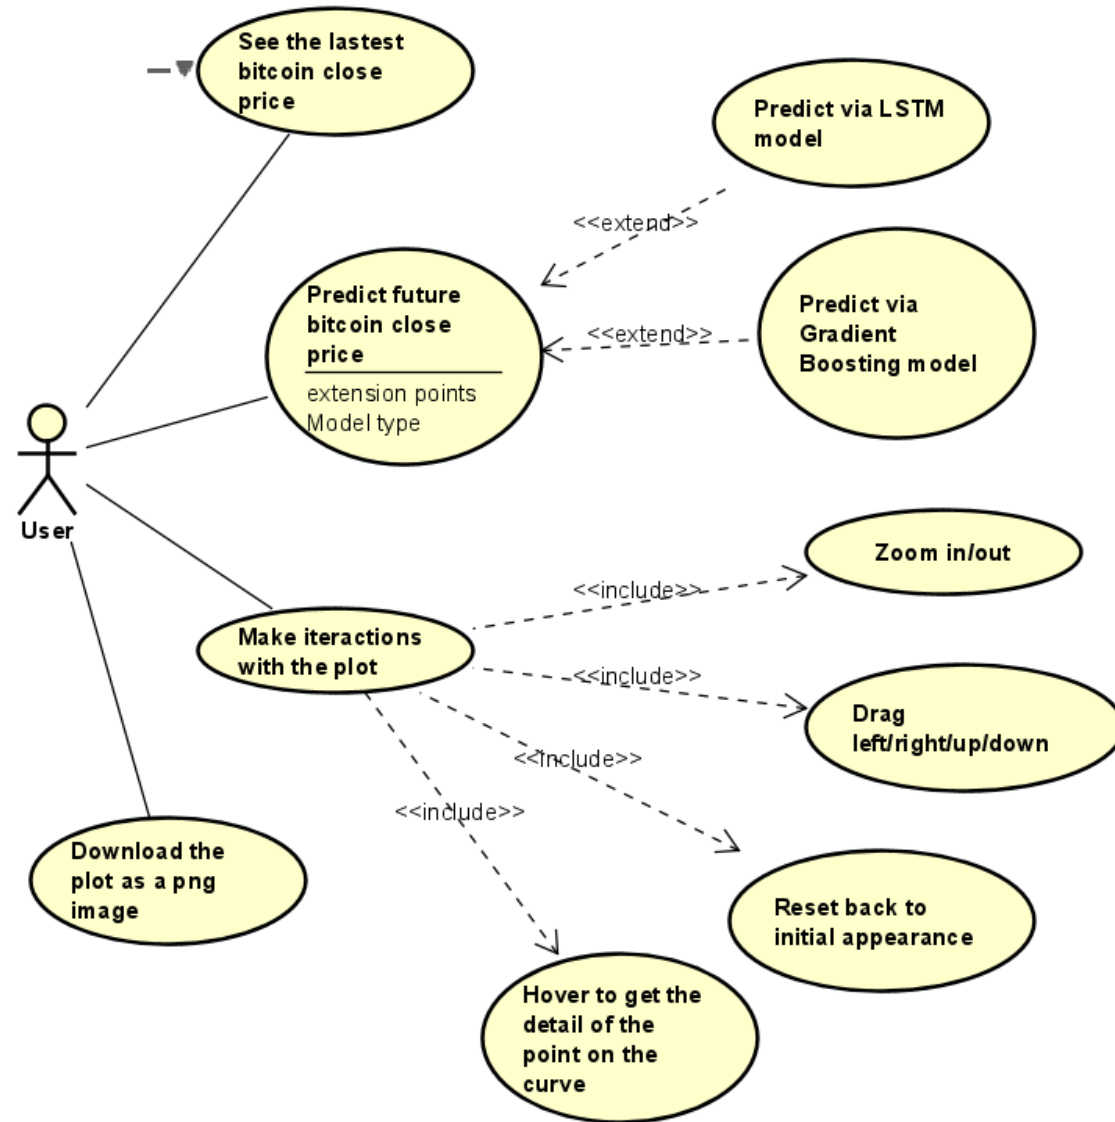 See the lastest
bitcoin close
price
Predict via LSTM
model
<<extend>>
Predict future
bitcoin close
price
extension points
Model type
<<extend>>
Predict via
Gradient
Boosting model
User
Zoom in/out
<<include>>
Make iteractions
with the plot
<<include>>
Drag
left/right/up/down
<<include>>
<<include>>
Download the
plot as a png
image
Reset back to
initial appearance
Hover to get the
detail of the
point on the
curve